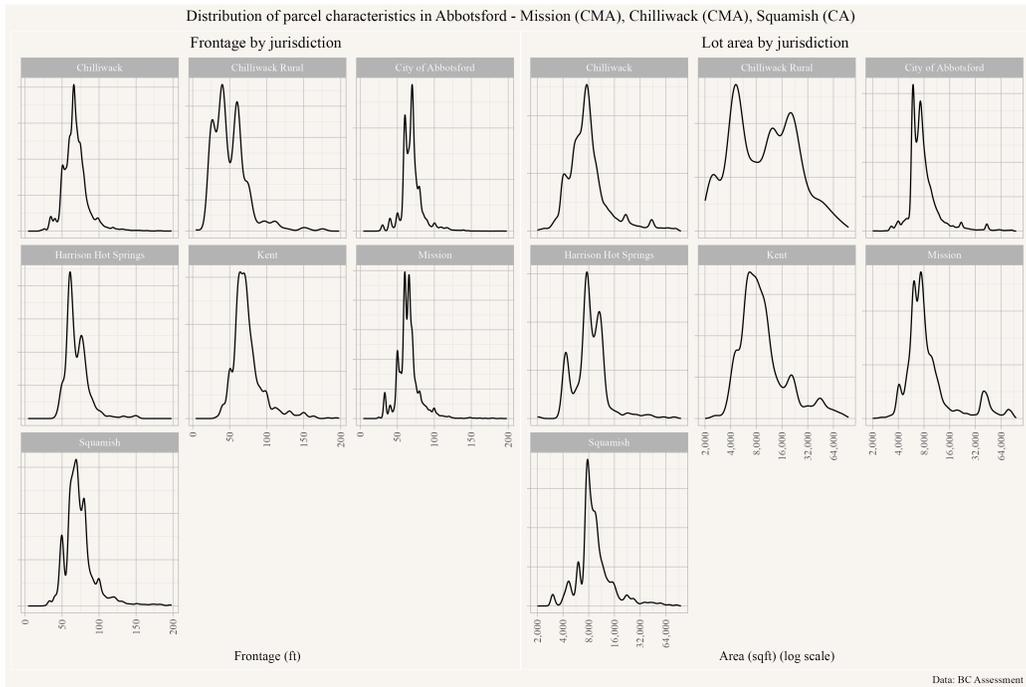 Distribution of parcel characteristics in Abbotsford - Mission (CMA), Chilliwack (CMA), Squamish (CA)
Frontage by jurisdiction
Chilliwack
Chilliwack Rural
City of Abbotsford
Harrison Hot Springs
Kent
Mission
0
50
100
150
200
0
50
100
150
200
Squamish
0
50
100
150
200
Frontage (ft)
Lot area by jurisdiction
Chilliwack
Chilliwack Rural
City of Abbotsford
Harrison Hot Springs
Kent
Mission
2,000
4,000
8,000
16,000
32,000
64,000
2,000
4,000
8,000
16,000
32,000
64,000
Squamish
2,000
4,000
8,000
16,000
32,000
64,000
Area (sqft) (log scale)
Data: BC Assessment